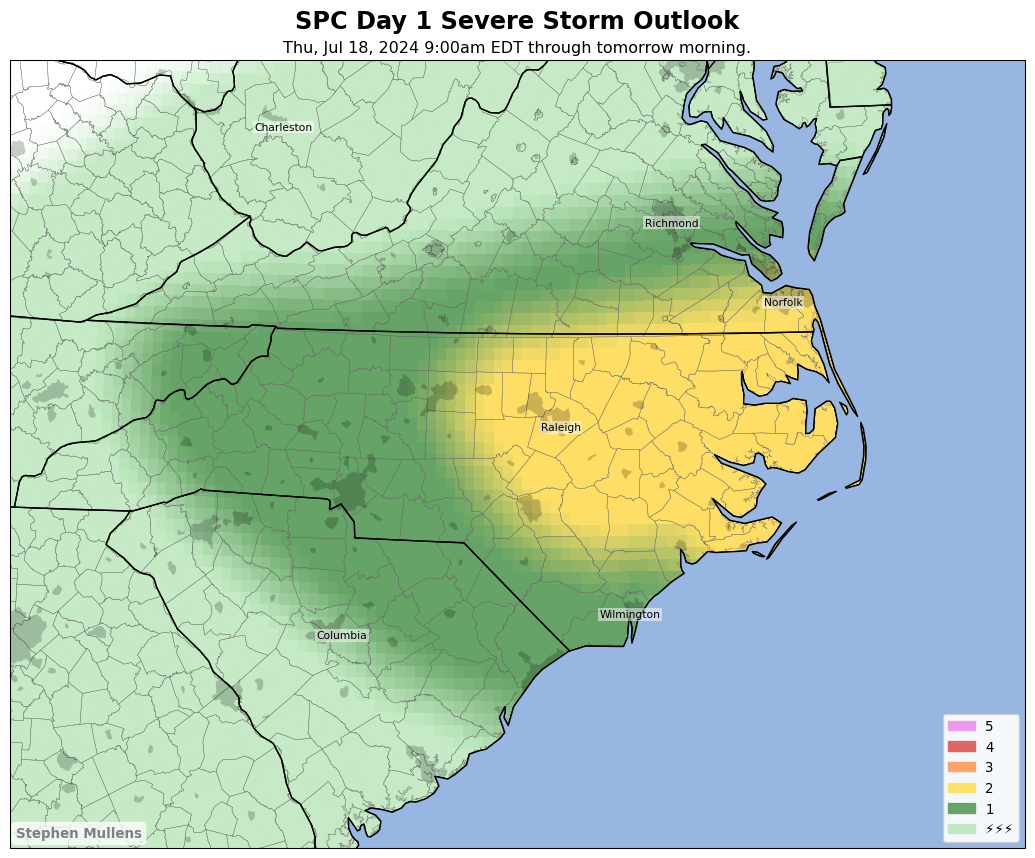 SPC Day 1 Severe Storm Outlook
Thu, Jul 18, 2024 9:00am EDT through tomorrow morning.
Charleston
Richmond
Norfolk
Raleigh
Wilmington
Columbia
5
4
3
2
1
⚡⚡⚡
Stephen Mullens